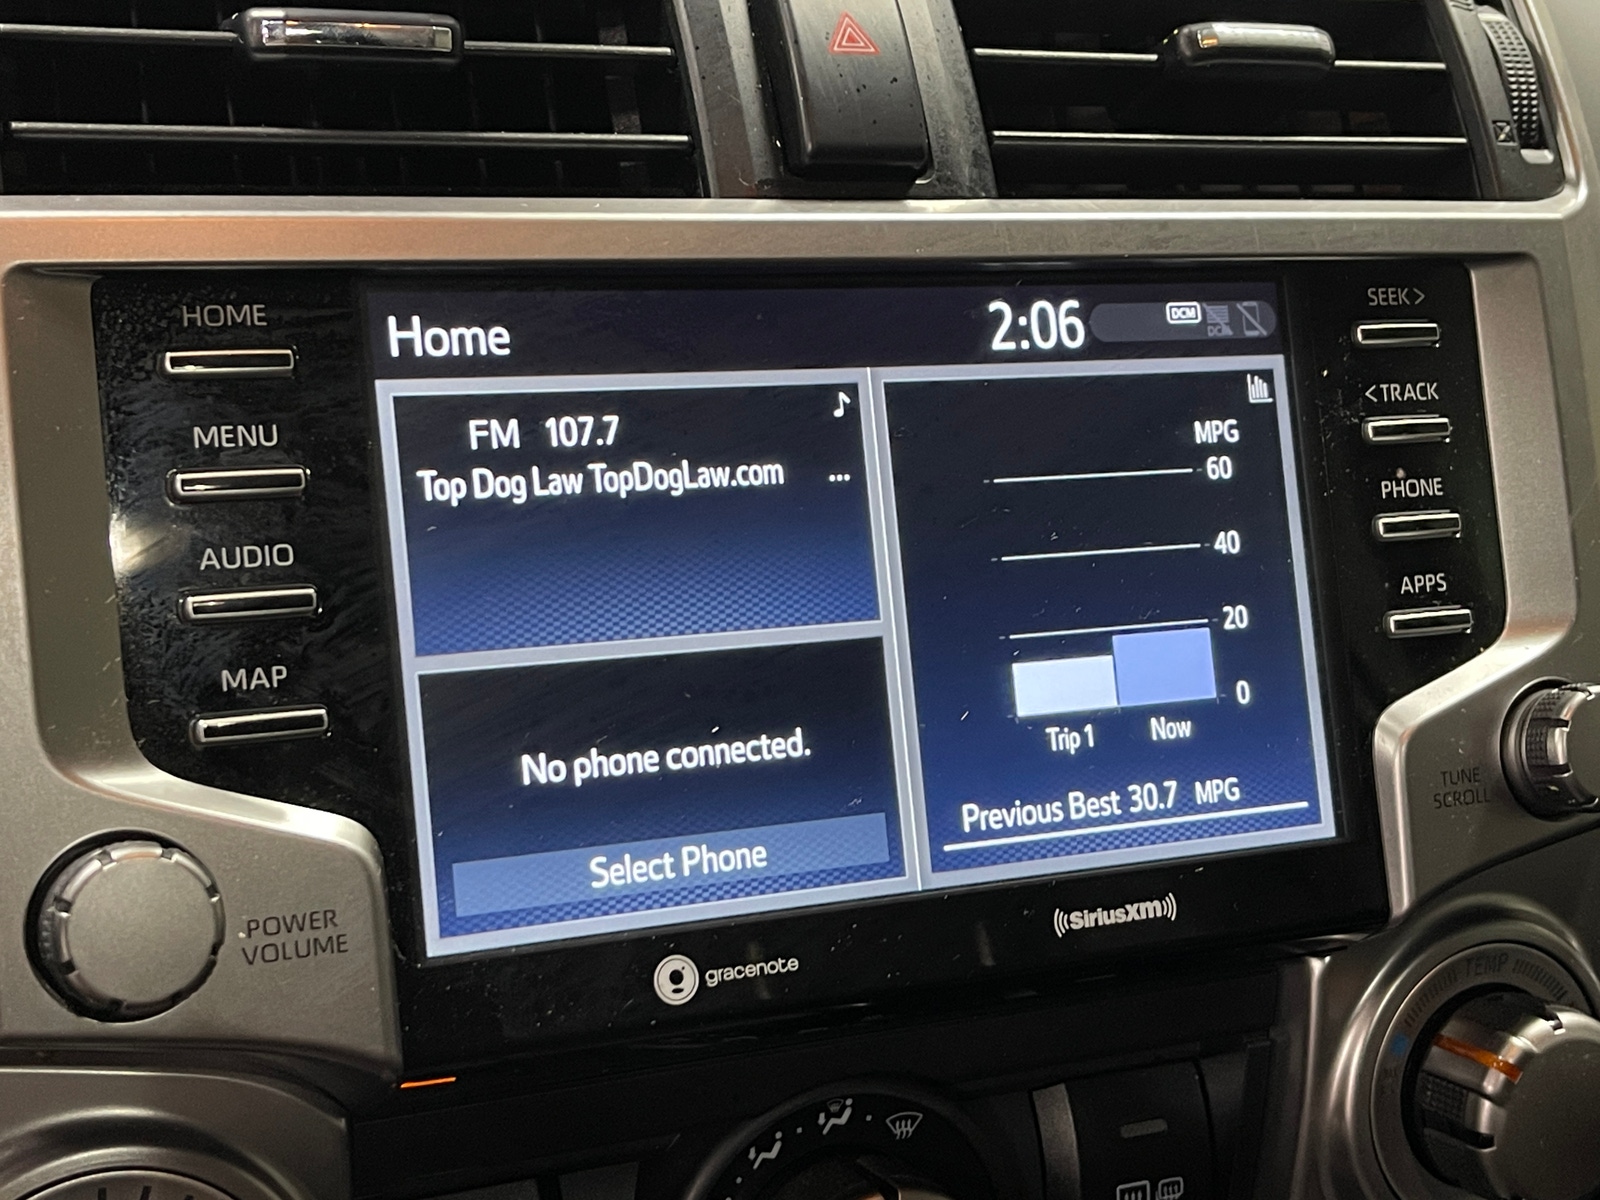 HOME
MENU
AUDIO
MAP
POWER
VOLUME
Home
2:06
DCM
DCM
FM 107.7
Top Dog Law TopDogLaw.com
...
No phone connected.
Select Phone
MPG
60
40
20
0
Trip 1
Now
Previous Best 30.7 MPG
gracenote
((SiriusXM))
SEEK>
<TRACK
PHONE
APPS
TUNE
SCROLL
TEMP